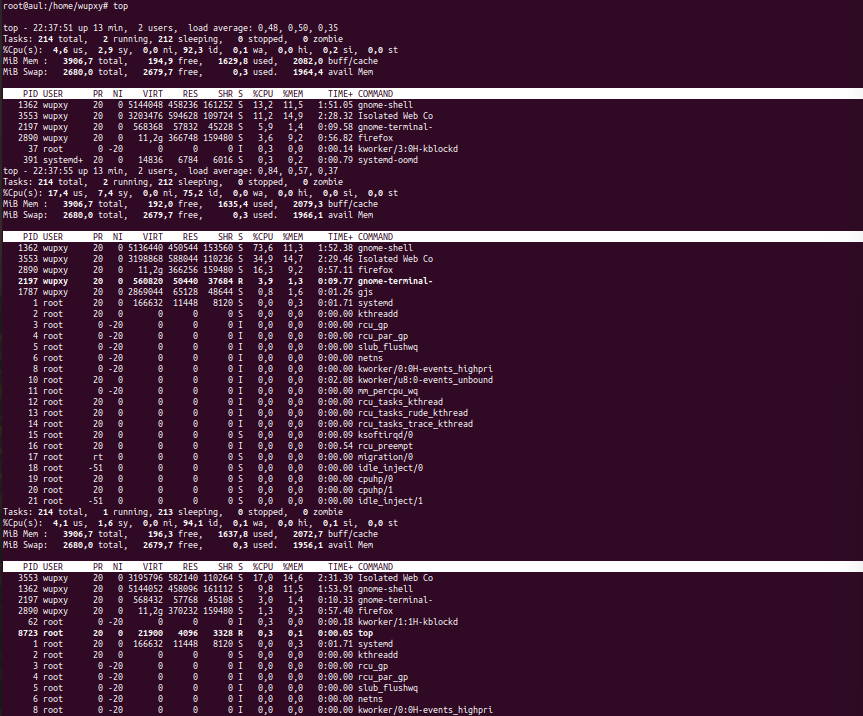 root@aul:/home/wupxy# top
top - 22:37:51 up 13 min,  2 users,  load average: 0,48, 0,50, 0,35
Tasks: 214 total,   2 running, 212 sleeping,   0 stopped,   0 zombie
%Cpu(s):  4,6 us,  2,9 sy,  0,0 ni, 92,3 id,  0,1 wa,  0,0 hi,  0,2 si,  0,0 st
MiB Mem :   3906,7 total,    194,9 free,   1629,8 used,   2082,0 buff/cache
MiB Swap:   2680,0 total,   2679,7 free,      0,3 used.   1964,4 avail Mem
PID USER      PR  NI    VIRT    RES    SHR S  %CPU  %MEM     TIME+ COMMAND
1362 wupxy     20   0 5144048 458236 161252 S  13,2  11,5   1:51.05 gnome-shell
3553 wupxy     20   0 3203476 594628 109724 S  11,2  14,9   2:28.32 Isolated Web Co
2197 wupxy     20   0  568368  57832  45228 S   5,9   1,4   0:09.58 gnome-terminal-
2890 wupxy     20   0   11,2g 366748 159480 S   3,6   9,2   0:56.82 firefox
37 root       0 -20       0      0      0 I   0,3   0,0   0:00.14 kworker/3:0H-kblockd
391 systemd+  20   0   14836   6784   6016 S   0,3   0,2   0:00.79 systemd-oomd
top - 22:37:55 up 13 min,  2 users,  load average: 0,84, 0,57, 0,37
Tasks: 214 total,   2 running, 212 sleeping,   0 stopped,   0 zombie
%Cpu(s): 17,4 us,  7,4 sy,  0,0 ni, 75,2 id,  0,0 wa,  0,0 hi,  0,0 si,  0,0 st
MiB Mem :   3906,7 total,    192,0 free,   1635,4 used,   2079,3 buff/cache
MiB Swap:   2680,0 total,   2679,7 free,      0,3 used.   1966,1 avail Mem
PID USER      PR  NI    VIRT    RES    SHR S  %CPU  %MEM     TIME+ COMMAND
1362 wupxy     20   0 5136440 450544 153560 S  73,6  11,3   1:52.38 gnome-shell
3553 wupxy     20   0 3198868 588044 110236 S  34,9  14,7   2:29.46 Isolated Web Co
2890 wupxy     20   0   11,2g 366256 159480 S  16,3   9,2   0:57.11 firefox
2197 wupxy     20   0  560820  50440  37684 R   3,9   1,3   0:09.77 gnome-terminal-
1787 wupxy     20   0 2869044  65128  48644 S   0,8   1,6   0:01.26 gjs
1 root      20   0  166632  11448   8120 S   0,0   0,3   0:01.71 systemd
2 root      20   0       0      0      0 S   0,0   0,0   0:00.00 kthreadd
3 root       0 -20       0      0      0 I   0,0   0,0   0:00.00 rcu_gp
4 root       0 -20       0      0      0 I   0,0   0,0   0:00.00 rcu_par_gp
5 root       0 -20       0      0      0 I   0,0   0,0   0:00.00 slub_flushwq
6 root       0 -20       0      0      0 I   0,0   0,0   0:00.00 netns
8 root       0 -20       0      0      0 I   0,0   0,0   0:00.00 kworker/0:0H-events_highpri
10 root      20   0       0      0      0 I   0,0   0,0   0:02.08 kworker/u8:0-events_unbound
11 root       0 -20       0      0      0 I   0,0   0,0   0:00.00 mm_percpu_wq
12 root      20   0       0      0      0 I   0,0   0,0   0:00.00 rcu_tasks_kthread
13 root      20   0       0      0      0 I   0,0   0,0   0:00.00 rcu_tasks_rude_kthread
14 root      20   0       0      0      0 I   0,0   0,0   0:00.00 rcu_tasks_trace_kthread
15 root      20   0       0      0      0 S   0,0   0,0   0:00.09 ksoftirqd/0
16 root      20   0       0      0      0 I   0,0   0,0   0:00.54 rcu_preempt
17 root      rt   0       0      0      0 S   0,0   0,0   0:00.00 migration/0
18 root     -51   0       0      0      0 S   0,0   0,0   0:00.00 idle_inject/0
19 root      20   0       0      0      0 S   0,0   0,0   0:00.00 cpuhp/0
20 root      20   0       0      0      0 S   0,0   0,0   0:00.00 cpuhp/1
21 root     -51   0       0      0      0 S   0,0   0,0   0:00.00 idle_inject/1
Tasks: 214 total,   1 running, 213 sleeping,   0 stopped,   0 zombie
%Cpu(s):  4,1 us,  1,6 sy,  0,0 ni, 94,1 id,  0,1 wa,  0,0 hi,  0,1 si,  0,0 st
MiB Mem :   3906,7 total,    196,3 free,   1637,8 used,   2072,7 buff/cache
MiB Swap:   2680,0 total,   2679,7 free,      0,3 used.   1956,1 avail Mem
PID USER      PR  NI    VIRT    RES    SHR S  %CPU  %MEM     TIME+ COMMAND
3553 wupxy     20   0 3195796 582140 110264 S  17,0  14,6   2:31.39 Isolated Web Co
1362 wupxy     20   0 5144052 458096 161112 S   9,8  11,5   1:53.91 gnome-shell
2197 wupxy     20   0  568432  57768  45108 S   3,0   1,4   0:10.33 gnome-terminal-
2890 wupxy     20   0   11,2g 370232 159480 S   1,3   9,3   0:57.40 firefox
62 root       0 -20       0      0      0 I   0,3   0,0   0:00.18 kworker/1:1H-kblockd
8723 root      20   0   21900   4096   3328 R   0,3   0,1   0:00.05 top
1 root      20   0  166632  11448   8120 S   0,0   0,3   0:01.71 systemd
2 root      20   0       0      0      0 S   0,0   0,0   0:00.00 kthreadd
3 root       0 -20       0      0      0 I   0,0   0,0   0:00.00 rcu_gp
4 root       0 -20       0      0      0 I   0,0   0,0   0:00.00 rcu_par_gp
5 root       0 -20       0      0      0 I   0,0   0,0   0:00.00 slub_flushwq
6 root       0 -20       0      0      0 I   0,0   0,0   0:00.00 netns
8 root       0 -20       0      0      0 I   0,0   0,0   0:00.00 kworker/0:0H-events_highpri